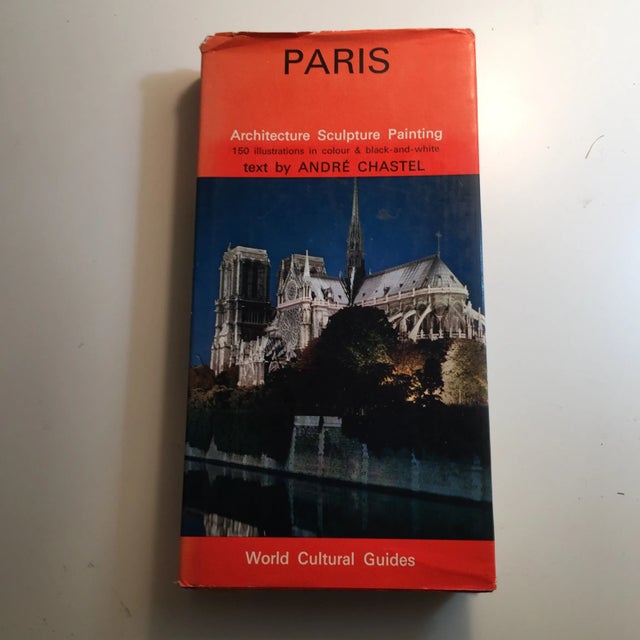 PARIS
Architecture Sculpture Painting
150 illustrations in colour & black-and-white
text by ANDRÉ CHASTEL
World Cultural Guides